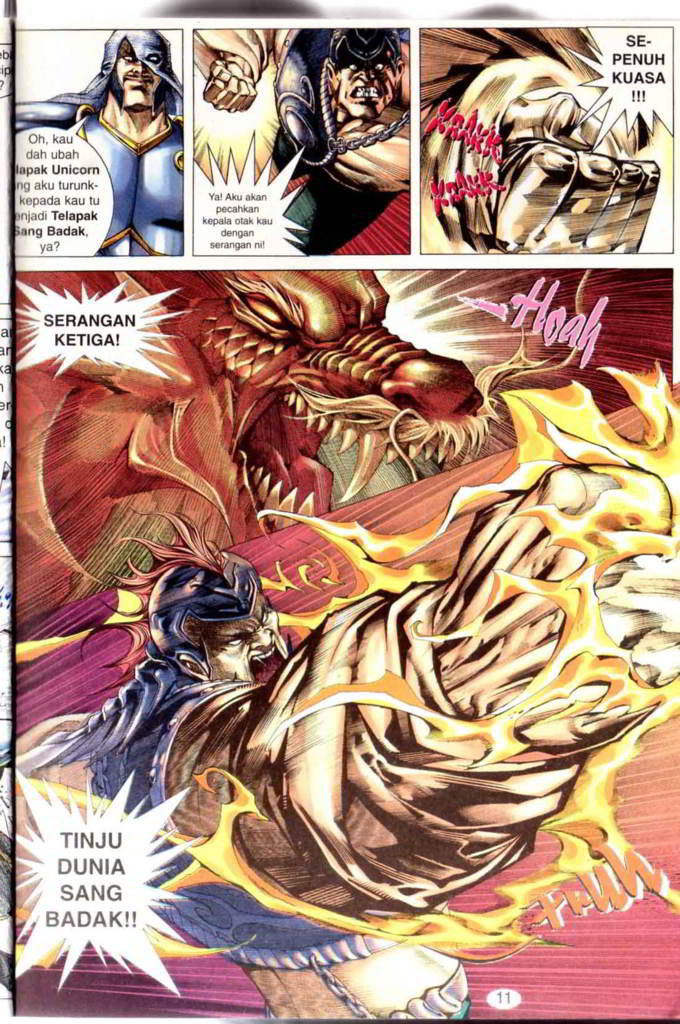 Oh, kau
dah ubah
lapak Unicorn
ng aku turunk-
kepada kau tu
enjadi Telapak
Sang Badak,
ya?
Ya! Aku akan
pecahkan
kepala otak kau
dengan
serangan ni!
SE-
PENUH
KUASA
!!!
KRAKK
KRAKK
SERANGAN
KETIGA!
Hoah
TINJU
DUNIA
SANG
BADAK!!
11